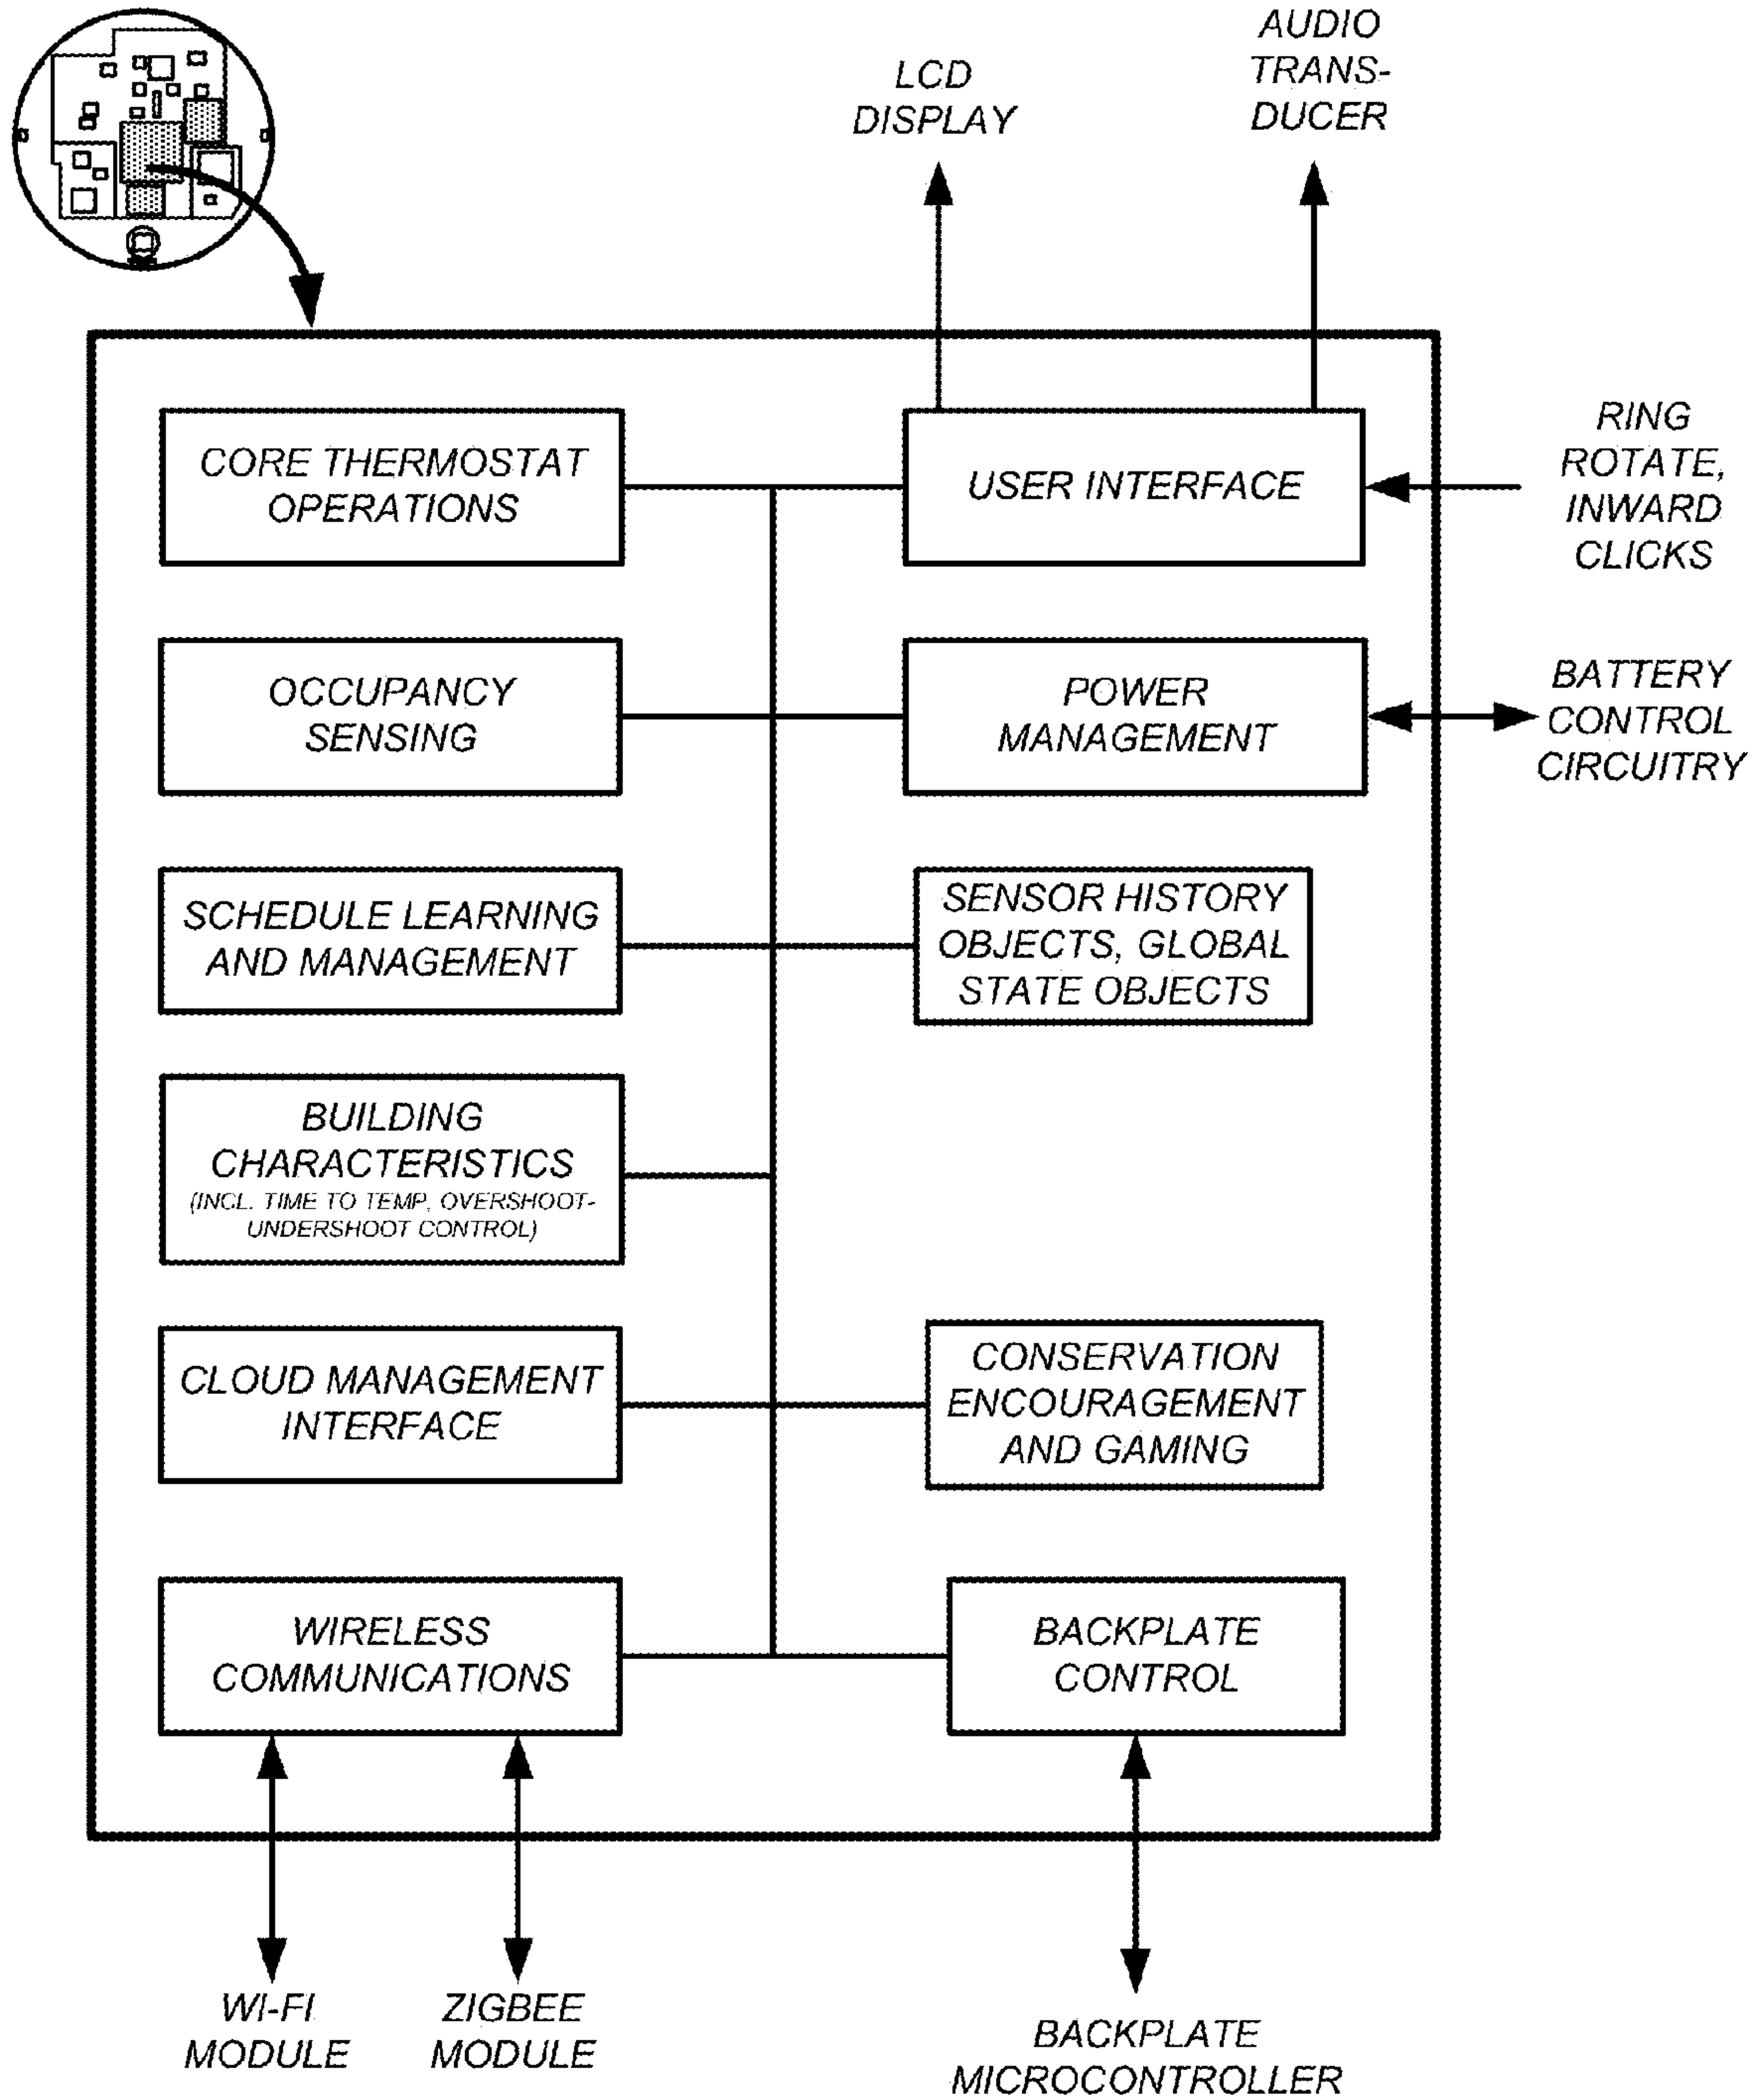 AUDIO
TRANS-
DUCER
LCD
DISPLAY
CORE THERMOSTAT
OPERATIONS
USER INTERFACE
RING
ROTATE,
INWARD
CLICKS
OCCUPANCY
SENSING
POWER
MANAGEMENT
BATTERY
CONTROL
CIRCUITRY
SCHEDULE LEARNING
AND MANAGEMENT
SENSOR HISTORY
OBJECTS, GLOBAL
STATE OBJECTS
BUILDING
CHARACTERISTICS
(INCL. TIME TO TEMP, OVERSHOOT-
UNDERSHOOT CONTROL)
CLOUD MANAGEMENT
INTERFACE
CONSERVATION
ENCOURAGEMENT
AND GAMING
WIRELESS
COMMUNICATIONS
BACKPLATE
CONTROL
WI-FI
MODULE
ZIGBEE
MODULE
BACKPLATE
MICROCONTROLLER